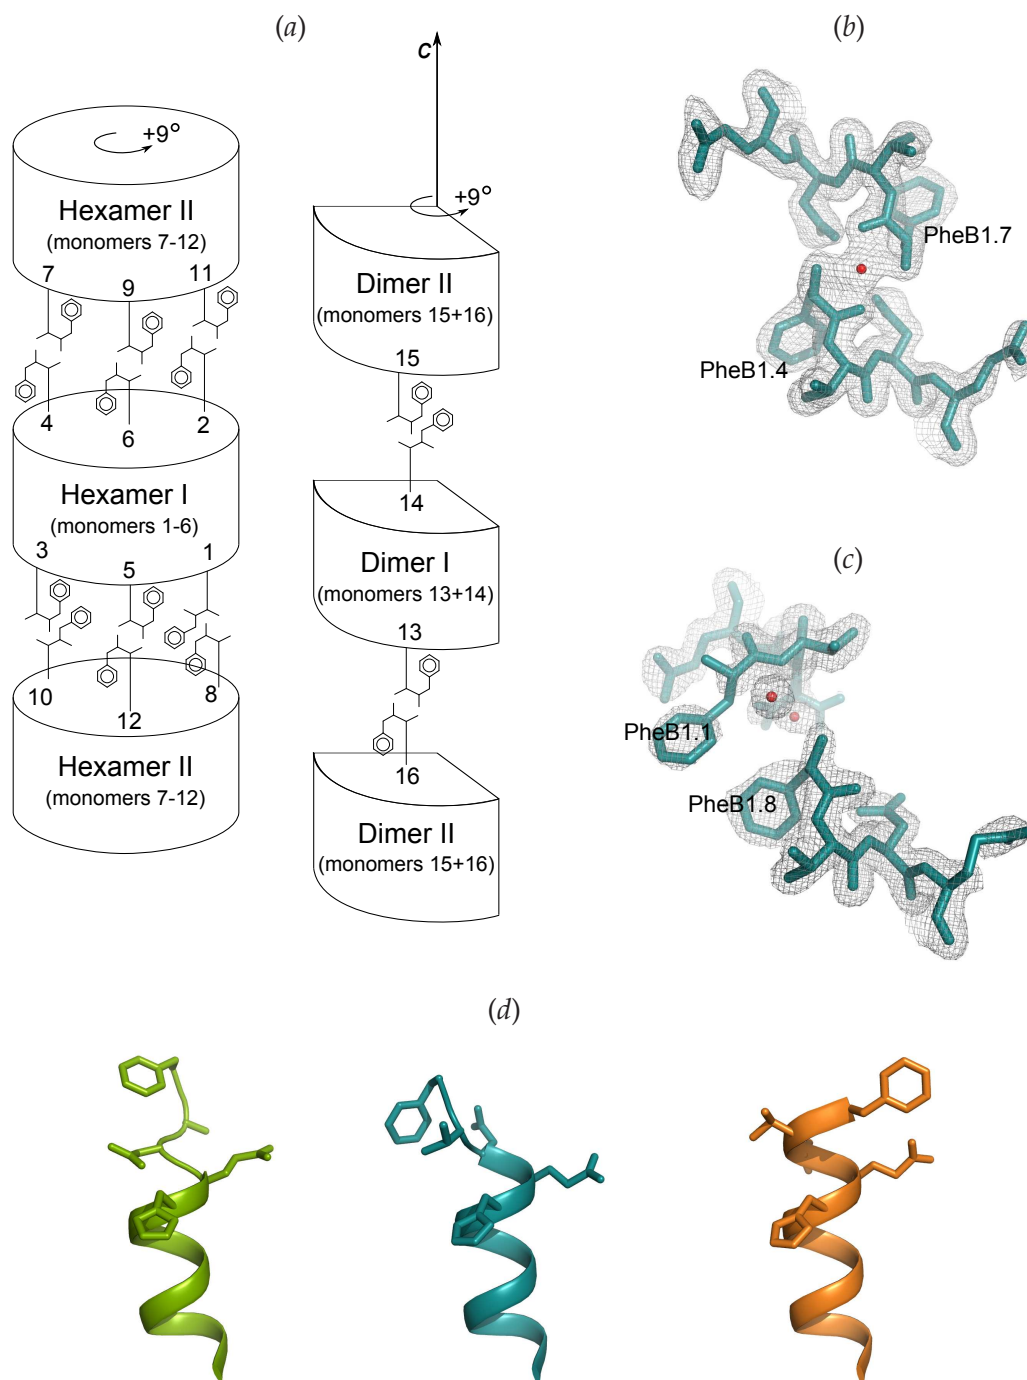 (a)
c
+9°
Hexamer II
(monomers 7-12)
7
9
11
4
6
2
Hexamer I
(monomers 1-6)
3
5
1
10
12
8
Hexamer II
(monomers 7-12)
+9°
Dimer II
(monomers 15+16)
15
14
Dimer I
(monomers 13+14)
13
16
Dimer II
(monomers 15+16)
(b)
PheB1.7
PheB1.4
(c)
PheB1.1
PheB1.8
(d)